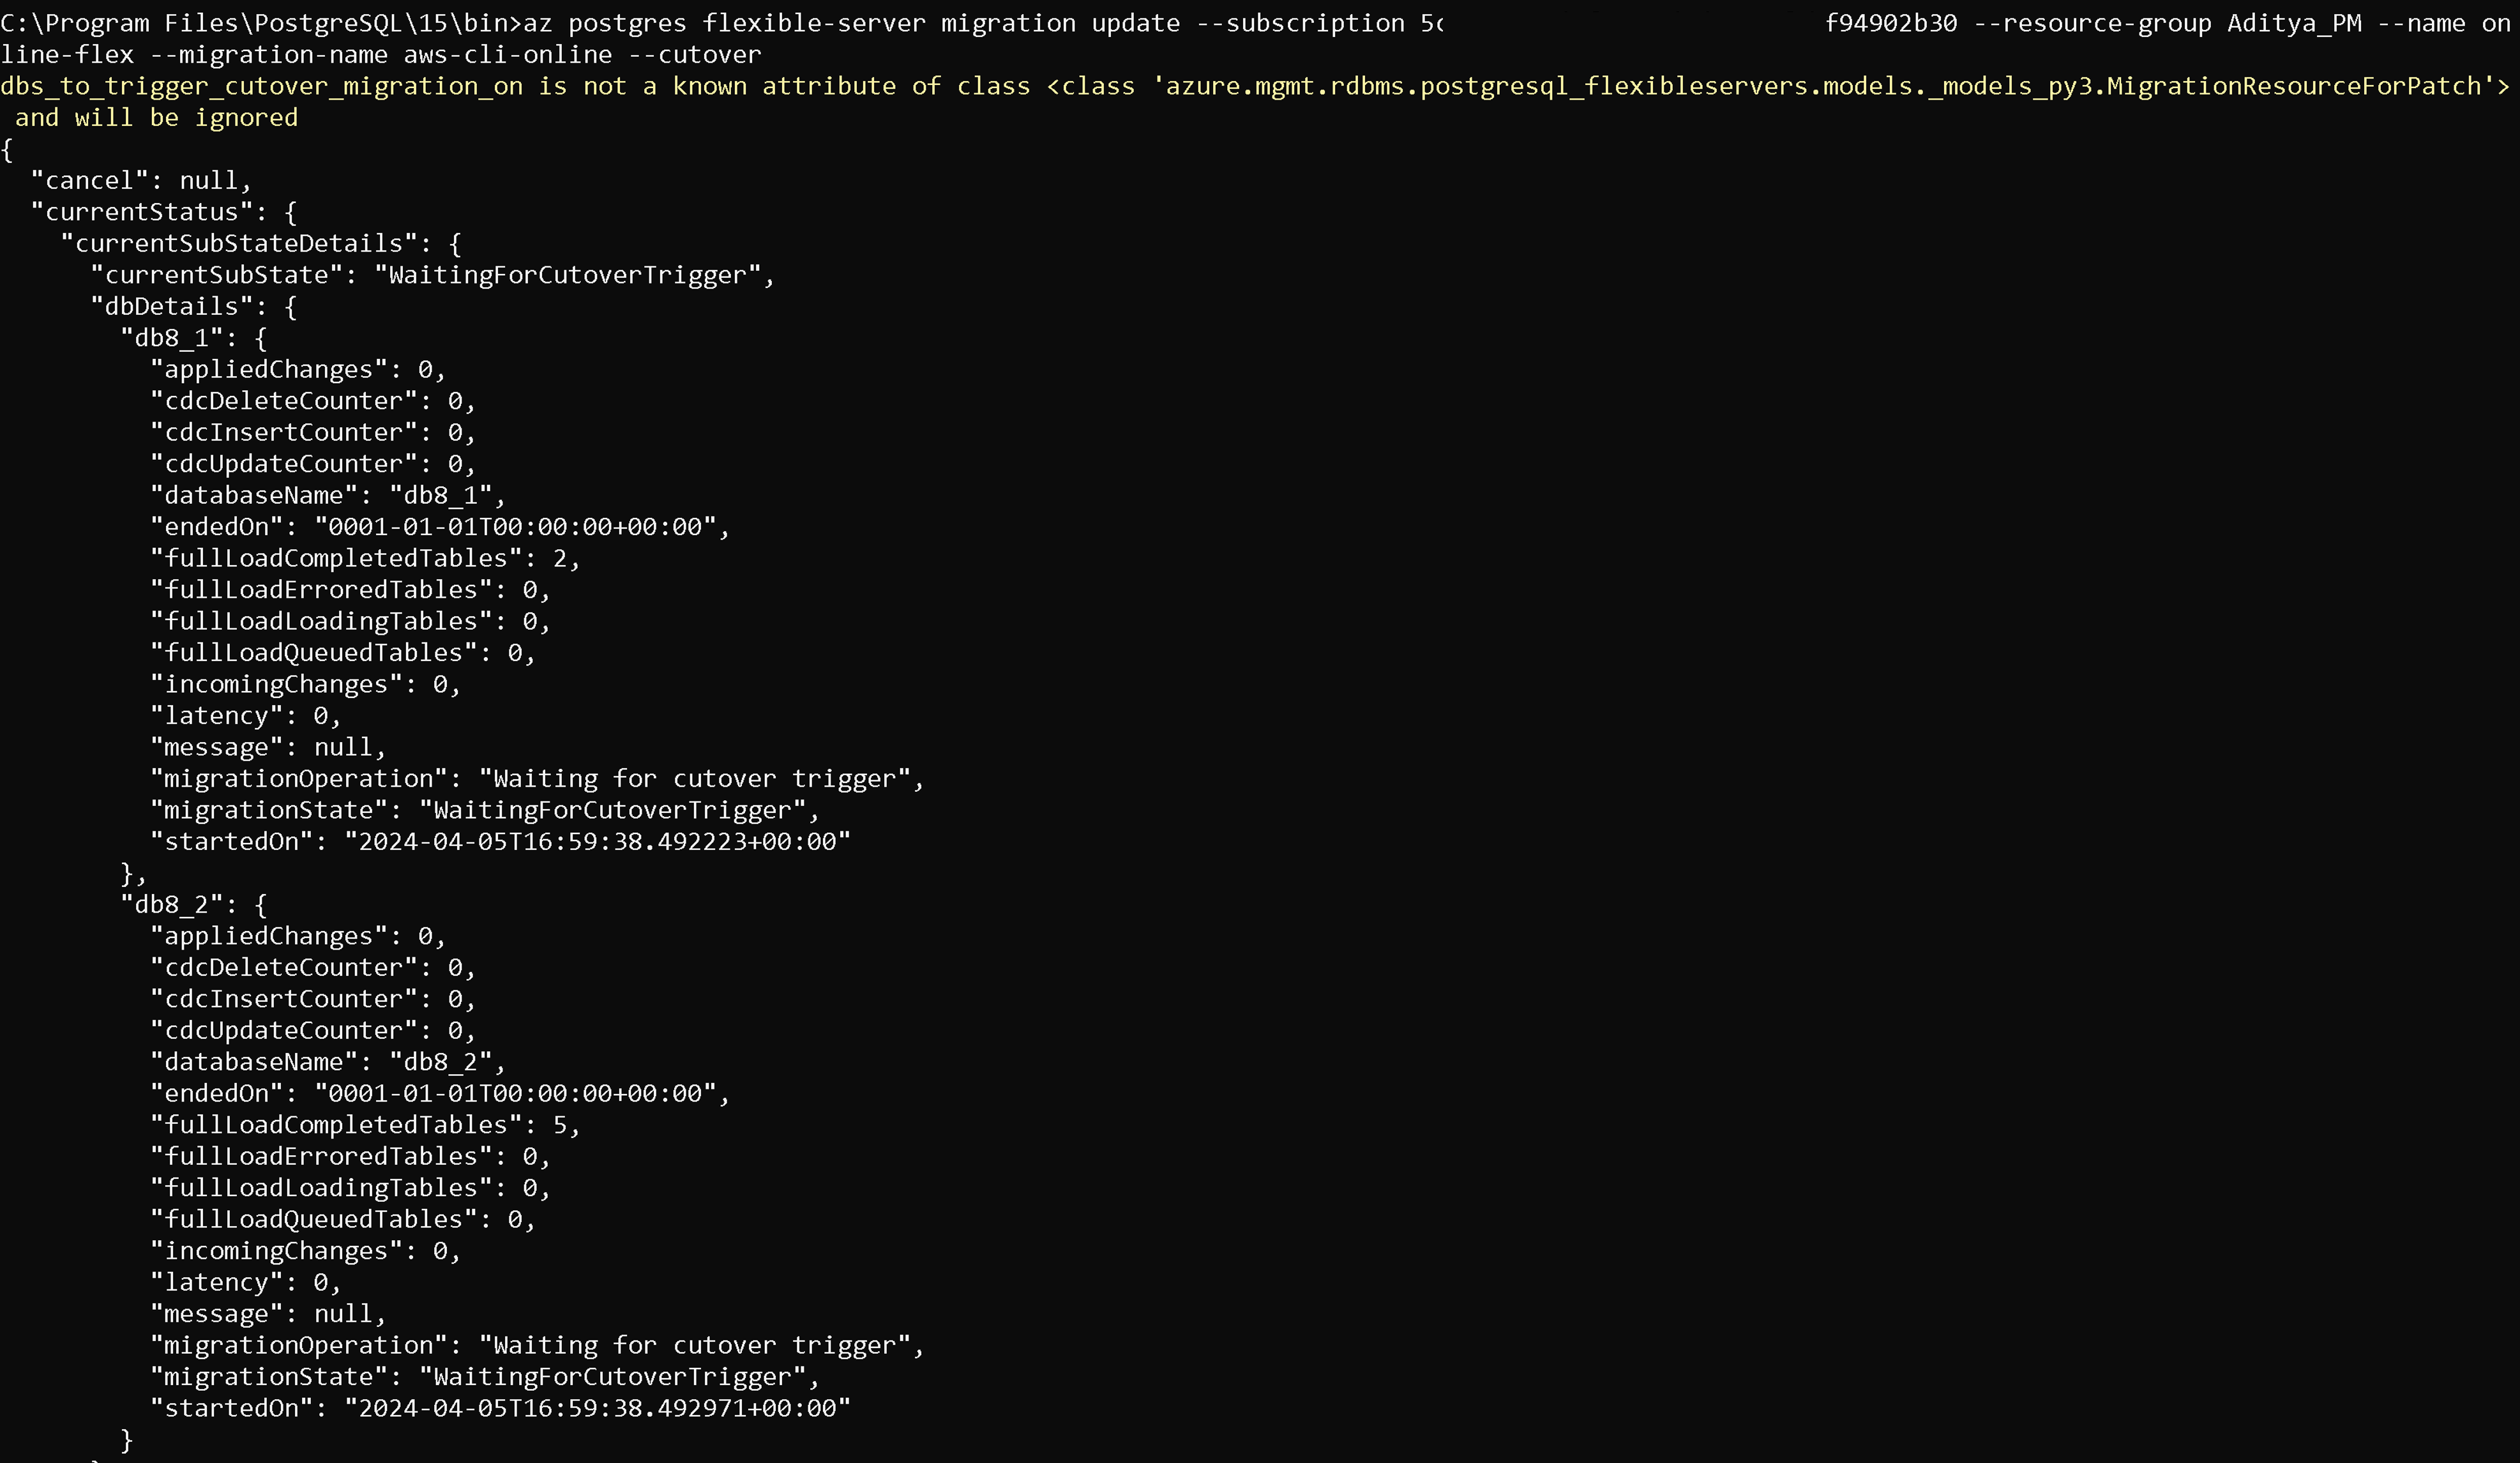 C:\Program Files\PostgreSQL\15\bin>az postgres flexible-server migration update --subscription 5c f94902b30 --resource-group Aditya_PM --name on
line-flex --migration-name aws-cli-online --cutover
dbs_to_trigger_cutover_migration_on is not a known attribute of class <class 'azure.mgmt.rdbms.postgresql_flexibleservers.models._models_py3.MigrationResourceForPatch'>
 and will be ignored
{
  "cancel": null,
  "currentStatus": {
    "currentSubStateDetails": {
      "currentSubState": "WaitingForCutoverTrigger",
      "dbDetails": {
        "db8_1": {
          "appliedChanges": 0,
          "cdcDeleteCounter": 0,
          "cdcInsertCounter": 0,
          "cdcUpdateCounter": 0,
          "databaseName": "db8_1",
          "endedOn": "0001-01-01T00:00:00+00:00",
          "fullLoadCompletedTables": 2,
          "fullLoadErroredTables": 0,
          "fullLoadLoadingTables": 0,
          "fullLoadQueuedTables": 0,
          "incomingChanges": 0,
          "latency": 0,
          "message": null,
          "migrationOperation": "Waiting for cutover trigger",
          "migrationState": "WaitingForCutoverTrigger",
          "startedOn": "2024-04-05T16:59:38.492223+00:00"
        },
        "db8_2": {
          "appliedChanges": 0,
          "cdcDeleteCounter": 0,
          "cdcInsertCounter": 0,
          "cdcUpdateCounter": 0,
          "databaseName": "db8_2",
          "endedOn": "0001-01-01T00:00:00+00:00",
          "fullLoadCompletedTables": 5,
          "fullLoadErroredTables": 0,
          "fullLoadLoadingTables": 0,
          "fullLoadQueuedTables": 0,
          "incomingChanges": 0,
          "latency": 0,
          "message": null,
          "migrationOperation": "Waiting for cutover trigger",
          "migrationState": "WaitingForCutoverTrigger",
          "startedOn": "2024-04-05T16:59:38.492971+00:00"
        }